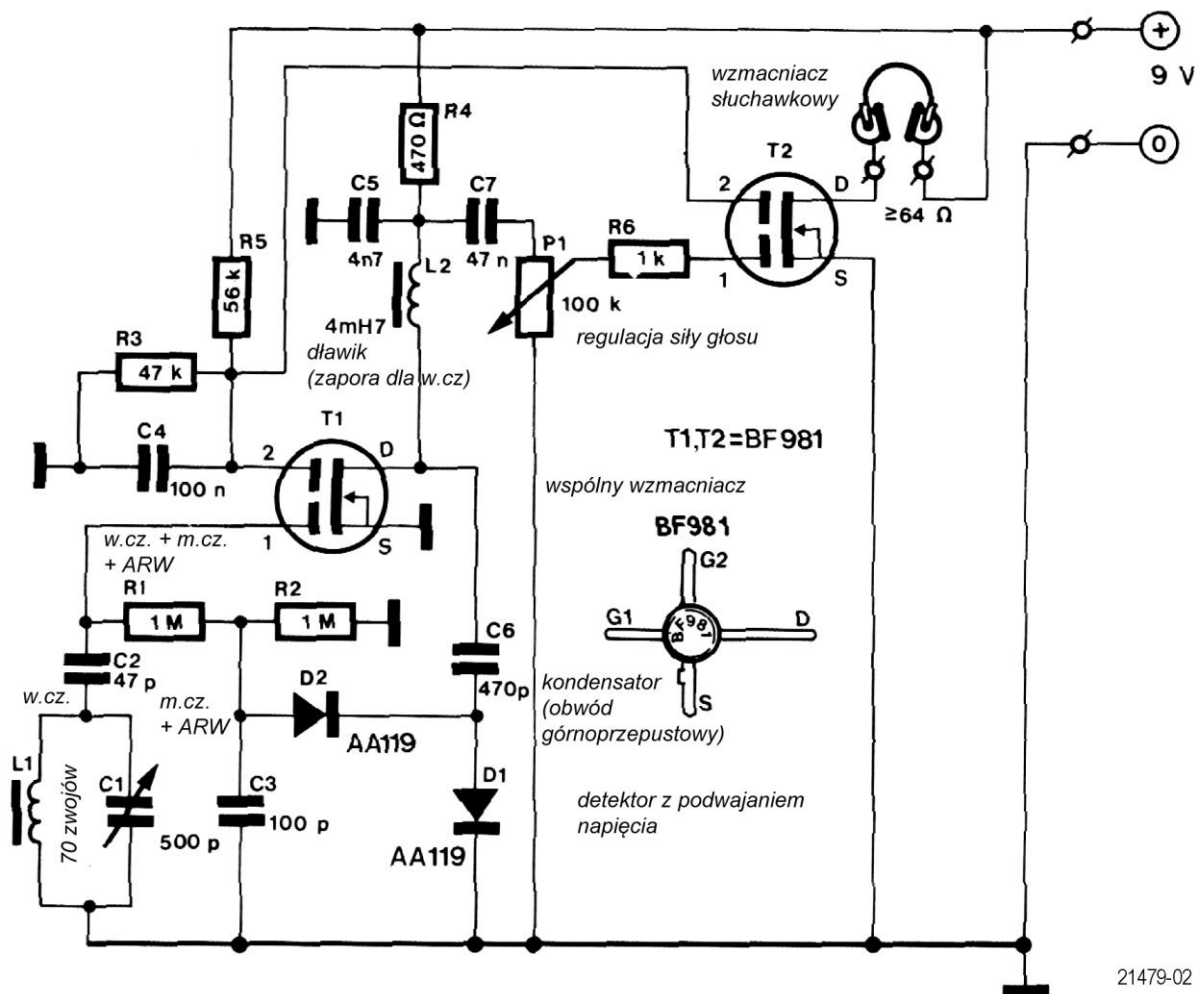 +
9 V
0
wzmacniacz
słuchawkowy
R4
470 Ω
T2
C5
C7
2
D
≥64 Ω
R5
4n7
47 n
P1
R6
1 k
56 k
L2
1
S
100 k
4mH7
regulacja siły głosu
R3
47 k
dławik
(zapora dla w.cz)
T1
C4
2
D
T1,T2=BF981
100 n
wspólny wzmacniacz
w.cz. + m.cz.
+ ARW
1
S
BF981
G2
R1
R2
1 M
1 M
G1
BF981
D
C6
C2
47 p
D2
470p
kondensator
(obwód
górnoprzepustowy)
S
w.cz.
m.cz.
+ ARW
AA119
L1
70 zwojów
C1
C3
D1
detektor z podwajaniem
napięcia
500 p
100 p
AA119
21479-02